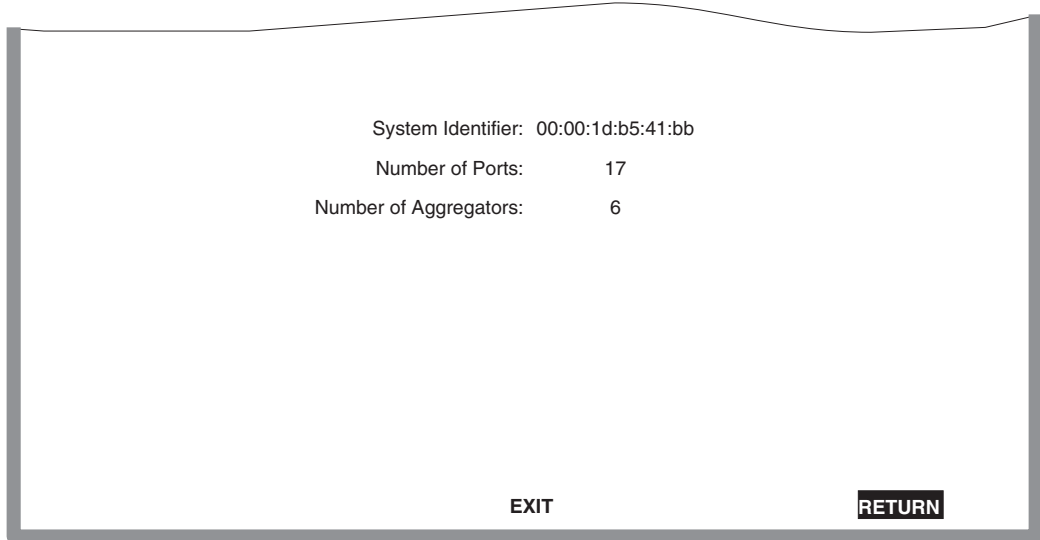 System Identifier: 00:00:1d:b5:41:bb
Number of Ports: 17
Number of Aggregators: 6
EXIT RETURN